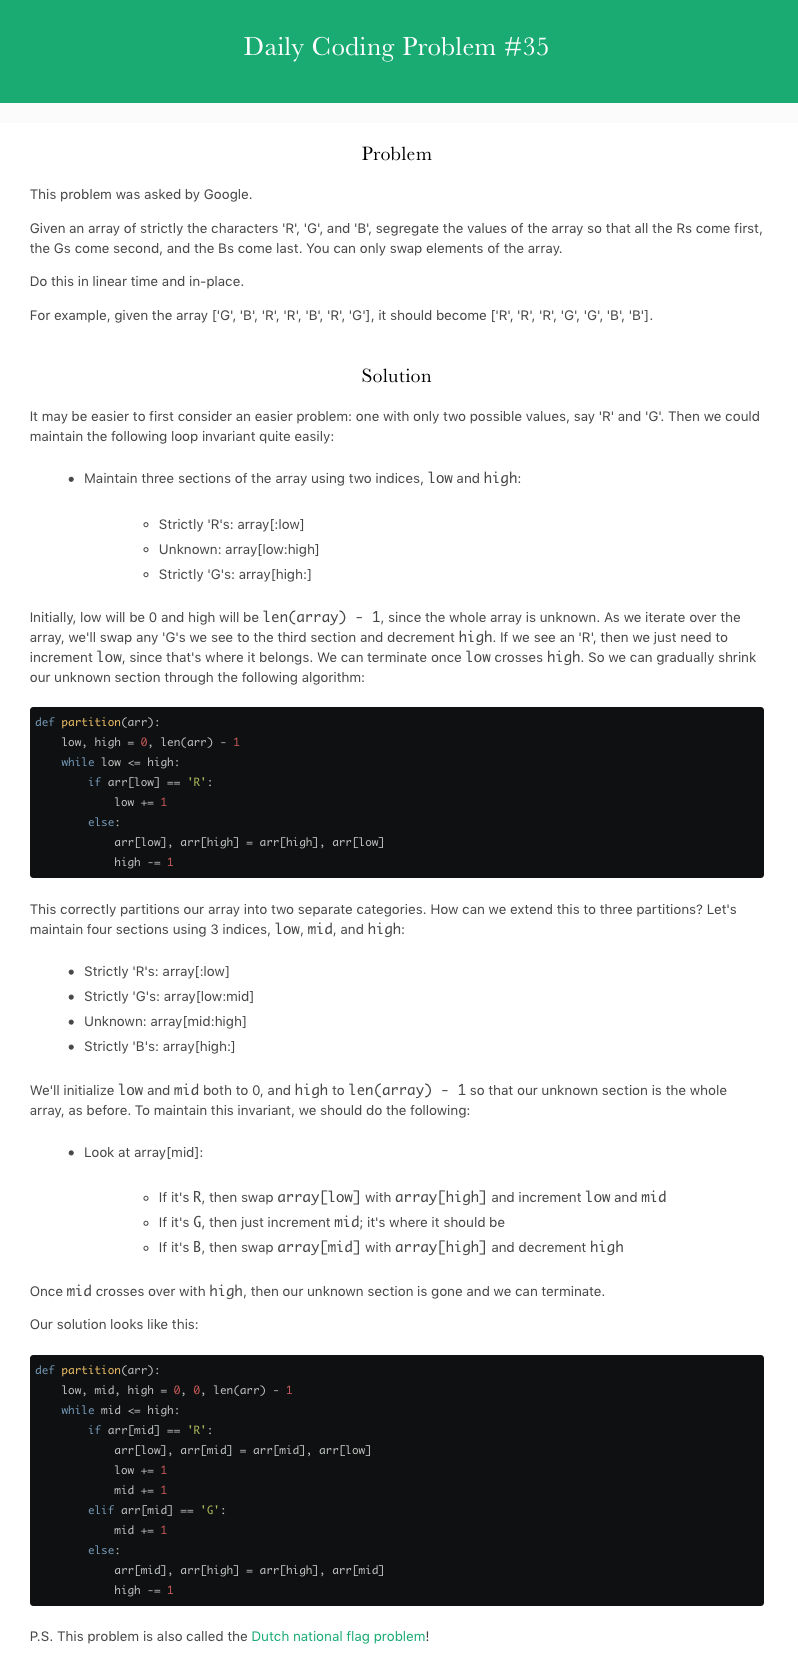 Daily Coding Problem #35
Problem
This problem was asked by Google.
Given an array of strictly the characters 'R', 'G', and 'B', segregate the values of the array so that all the Rs come first,
the Gs come second, and the Bs come last. You can only swap elements of the array.
Do this in linear time and in-place.
For example, given the array ['G', 'B', 'R', 'R', 'B', 'R', 'G'], it should become ['R', 'R', 'R', 'G', 'G', 'B', 'B'].
Solution
It may be easier to first consider an easier problem: one with only two possible values, say 'R' and 'G'. Then we could
maintain the following loop invariant quite easily:
• Maintain three sections of the array using two indices, low and high:
◦ Strictly 'R's: array[:low]
◦ Unknown: array[low:high]
◦ Strictly 'G's: array[high:]
Initially, low will be 0 and high will be len(array) - 1, since the whole array is unknown. As we iterate over the
array, we'll swap any 'G's we see to the third section and decrement high. If we see an 'R', then we just need to
increment low, since that's where it belongs. We can terminate once low crosses high. So we can gradually shrink
our unknown section through the following algorithm:
def partition(arr):
    low, high = 0, len(arr) - 1
    while low <= high:
        if arr[low] == 'R':
            low += 1
        else:
            arr[low], arr[high] = arr[high], arr[low]
            high -= 1
This correctly partitions our array into two separate categories. How can we extend this to three partitions? Let's
maintain four sections using 3 indices, low, mid, and high:
• Strictly 'R's: array[:low]
• Strictly 'G's: array[low:mid]
• Unknown: array[mid:high]
• Strictly 'B's: array[high:]
We'll initialize low and mid both to 0, and high to len(array) - 1 so that our unknown section is the whole
array, as before. To maintain this invariant, we should do the following:
• Look at array[mid]:
◦ If it's R, then swap array[low] with array[high] and increment low and mid
◦ If it's G, then just increment mid; it's where it should be
◦ If it's B, then swap array[mid] with array[high] and decrement high
Once mid crosses over with high, then our unknown section is gone and we can terminate.
Our solution looks like this:
def partition(arr):
    low, mid, high = 0, 0, len(arr) - 1
    while mid <= high:
        if arr[mid] == 'R':
            arr[low], arr[mid] = arr[mid], arr[low]
            low += 1
            mid += 1
        elif arr[mid] == 'G':
            mid += 1
        else:
            arr[mid], arr[high] = arr[high], arr[mid]
            high -= 1
P.S. This problem is also called the Dutch national flag problem!